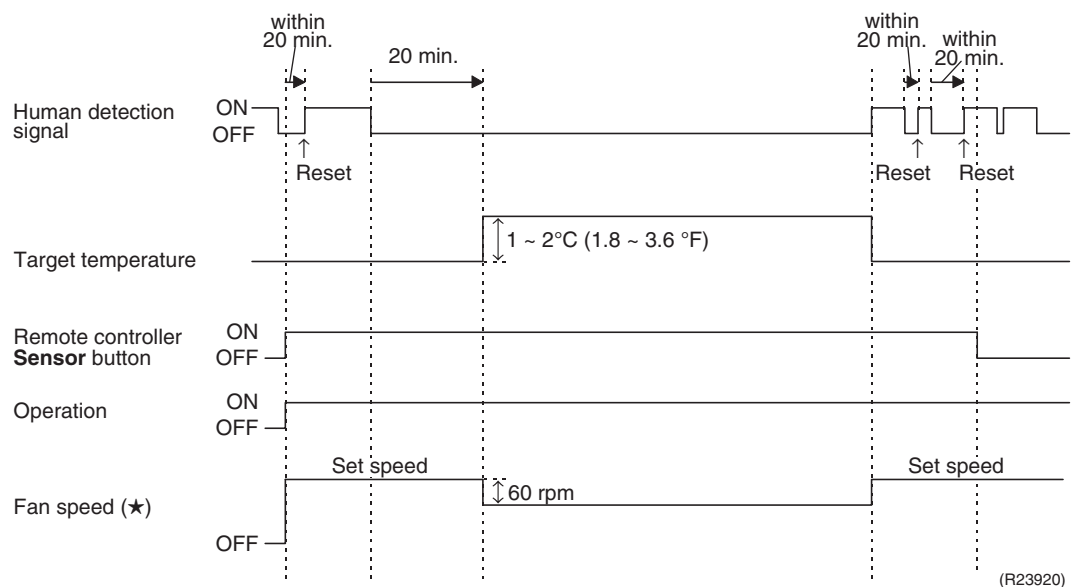 within
20 min.
20 min.
within
20 min.
within
20 min.
Human detection
signal
ON
OFF
Reset
Reset
Reset
Target temperature
1 ~ 2°C (1.8 ~ 3.6 °F)
Remote controller
Sensor button
ON
OFF
Operation
ON
OFF
Set speed
Set speed
Fan speed (★)
60 rpm
OFF
(R23920)